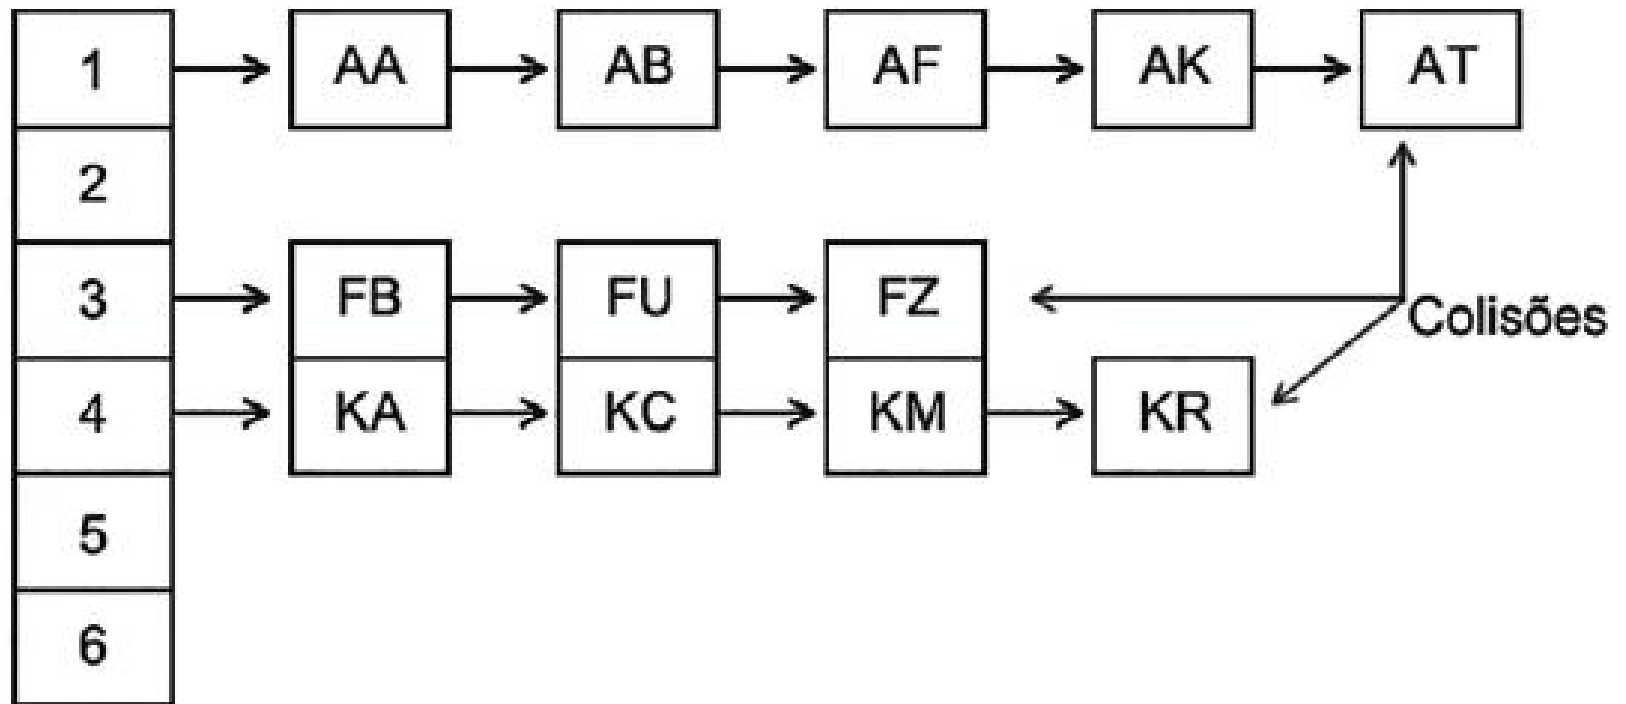 1 AA AB AF AK AT
2
3 FB FU FZ
Colisões
4 KA KC KM KR
5
6